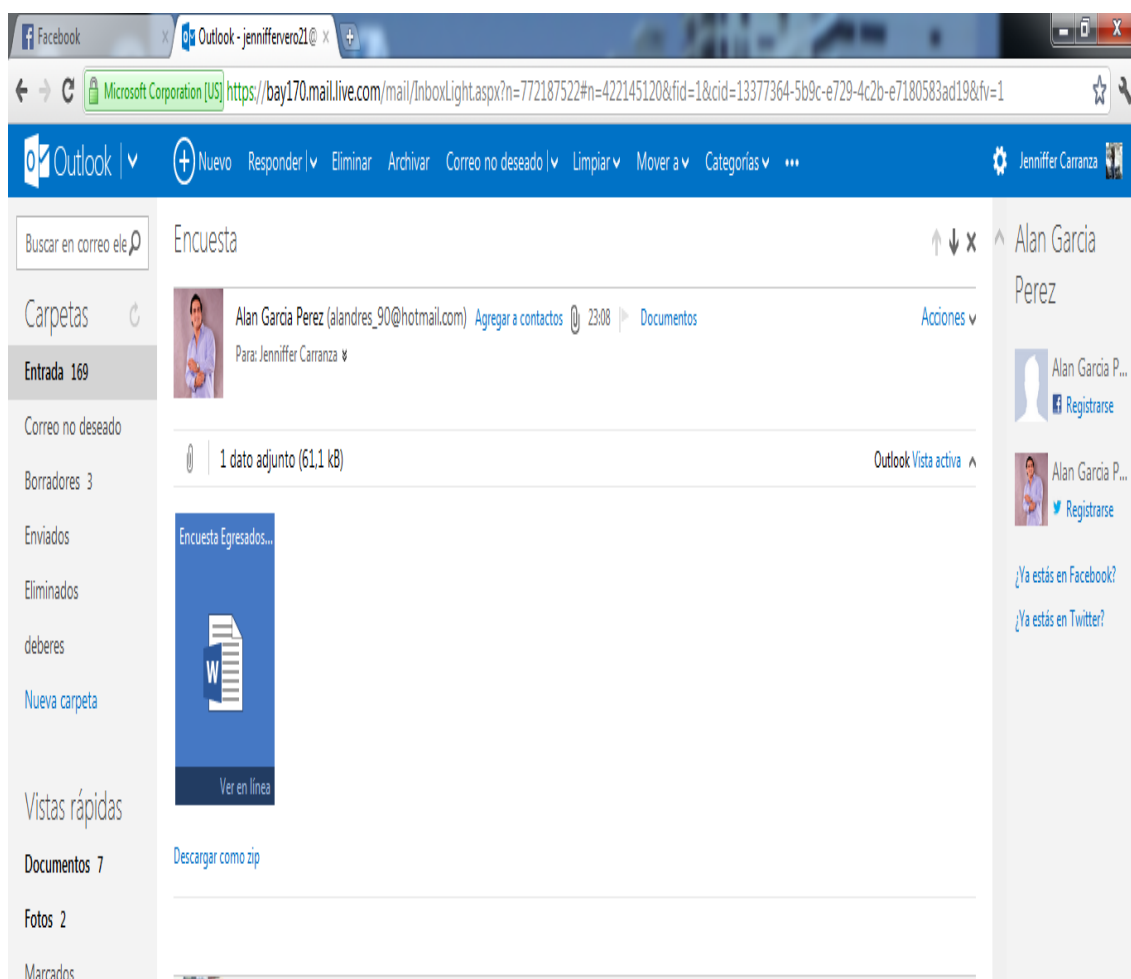 Facebook
Outlook - jenniffervero21@
Microsoft Corporation [US] https://bay170.mail.live.com/mail/InboxLight.aspx?n=772187522#n=422145120&fid=1&cid=13377364-5b9c-e729-4c2b-e7180583ad19&fv=1
Outlook Nuevo Responder Eliminar Archivar Correo no deseado Limpiar Mover a Categorías ••• Jenniffer Carranza
Buscar en correo ele
Carpetas
Entrada 169
Correo no deseado
Borradores 3
Enviados
Eliminados
deberes
Nueva carpeta
Vistas rápidas
Documentos 7
Fotos 2
Marcados
Encuesta
Alan Garcia Perez (alandres_90@hotmail.com) Agregar a contactos 23:08 Documentos Acciones
Para: Jenniffer Carranza
1 dato adjunto (61,1 kB) Outlook Vista activa
Encuesta Egresados...
W
Ver en línea
Descargar como zip
Alan Garcia
Perez
Alan Garcia P...
Registrarse
Alan Garcia P...
Registrarse
¿Ya estás en Facebook?
¿Ya estás en Twitter?